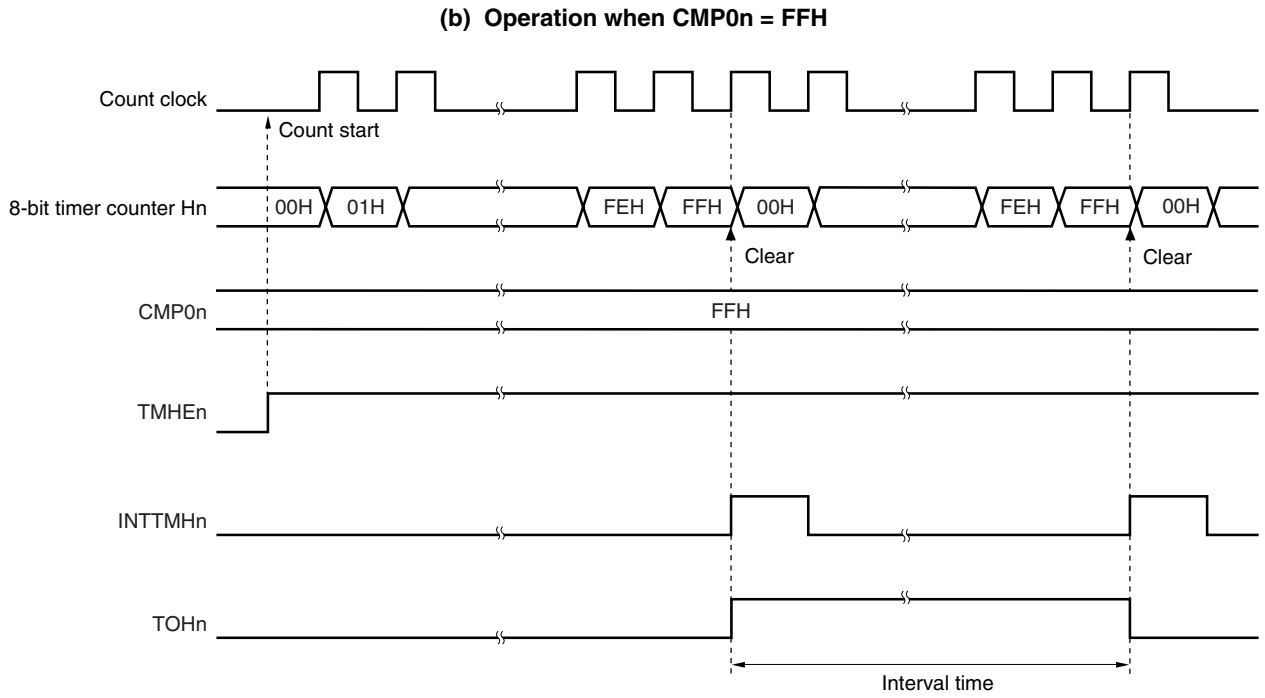 (b) Operation when CMP0n = FFH
Count clock
Count start
8-bit timer counter Hn
00H 01H FEH FFH 00H FEH FFH 00H
Clear Clear
CMP0n
FFH
TMHEn
INTTMHn
TOHn
Interval time